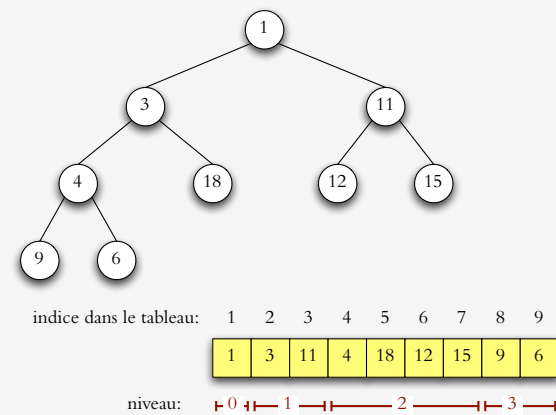 1
3 11
4 18 12 15
9 6
indice dans le tableau: 1 2 3 4 5 6 7 8 9
1 3 11 4 18 12 15 9 6
niveau: 0 1 2 3